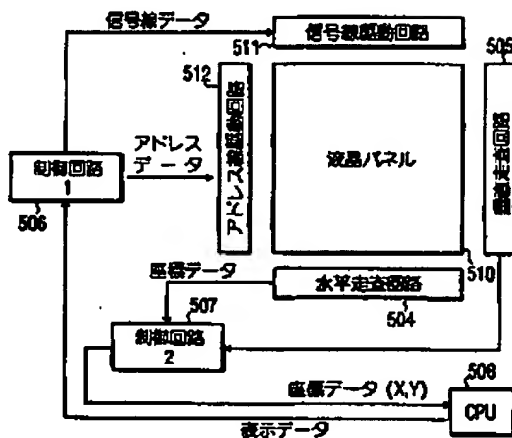 信号線データ
511
信号線駆動回路
505
512
アドレス線駆動回路
液晶パネル
垂直走査回路
アドレス
データ
制御回路
1
506
510
座標データ
水平走査回路
504
507
制御回路
2
座標データ (X,Y)
508
CPU
表示データ